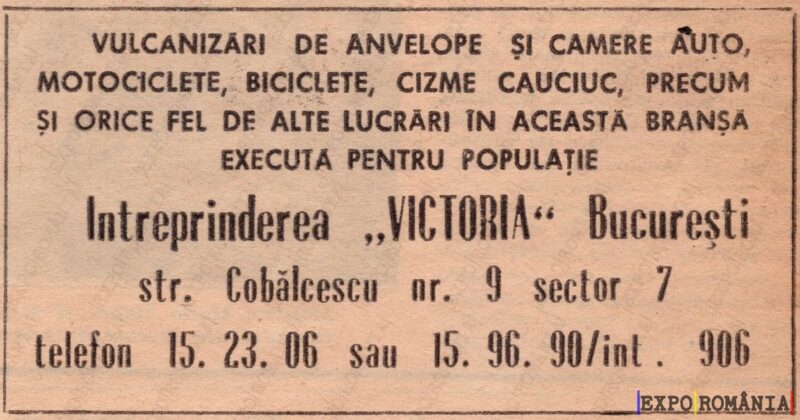 VULCANIZĂRI DE ANVELOPE ȘI CAMERE AUTO,
MOTOCICLETE, BICICLETE, CIZME CAUCIUC, PRECUM
ȘI ORICE FEL DE ALTE LUCRĂRI ÎN ACEASTĂ BRANȘĂ
EXECUTĂ PENTRU POPULAȚIE
Intreprinderea „VICTORIA“ București
str. Cobălcescu nr. 9 sector 7
telefon 15. 23. 06 sau 15. 96. 90/int. 906
EXPO ROMÂNIA